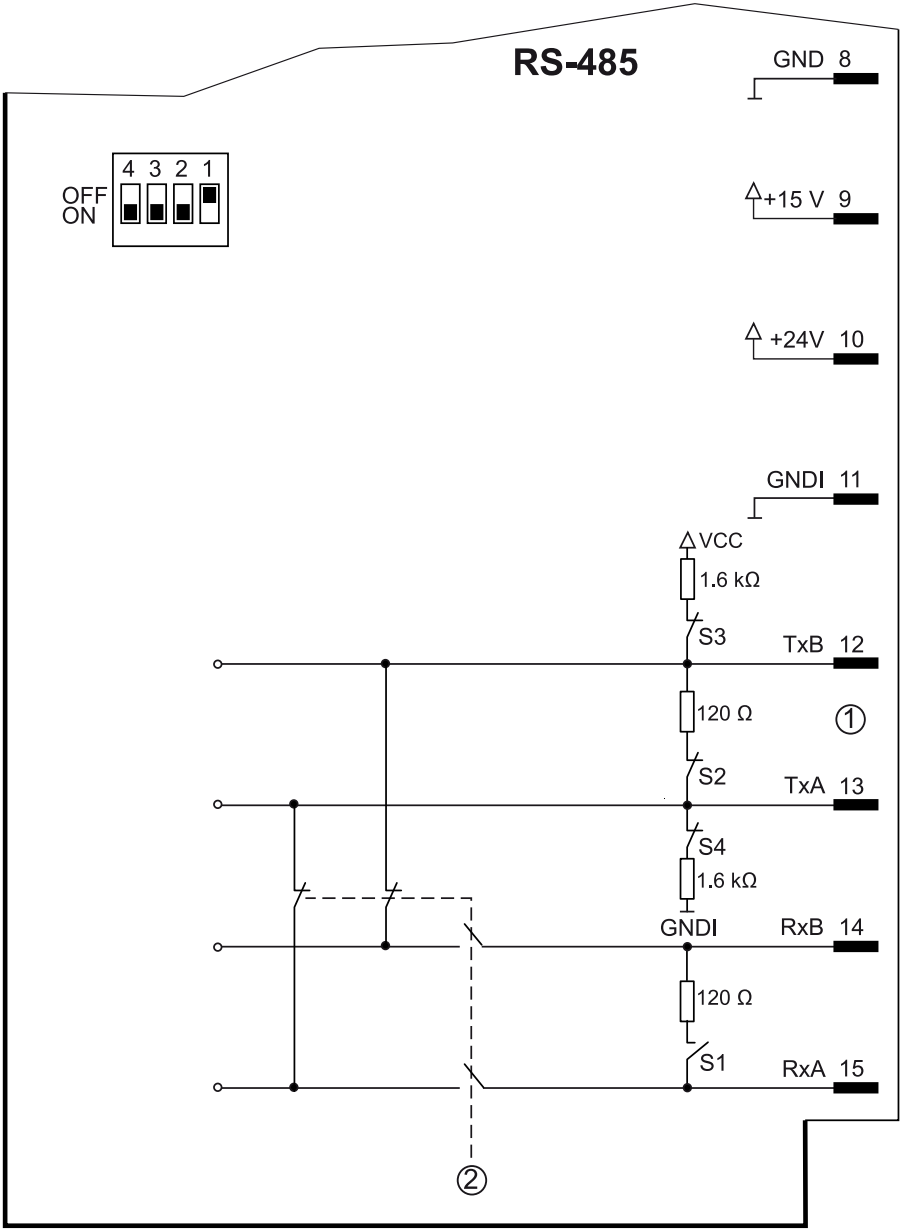 RS-485
GND 8
4 3 2 1
OFF
ON
+15 V 9
+24V 10
GNDI 11
VCC
1.6 kΩ
S3
TxB 12
120 Ω
1
S2
TxA 13
S4
1.6 kΩ
GNDI
RxB 14
120 Ω
S1
RxA 15
2